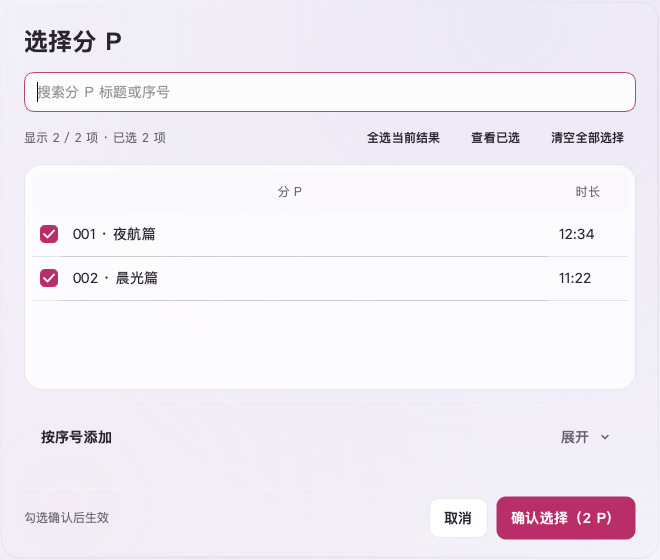 选择分 P
搜索分 P 标题或序号
显示 2 / 2 项 · 已选 2 项 全选当前结果 查看已选 清空全部选择
分 P 时长
001 · 夜航篇 12:34
002 · 晨光篇 11:22
按序号添加 展开
勾选确认后生效 取消 确认选择（2 P）